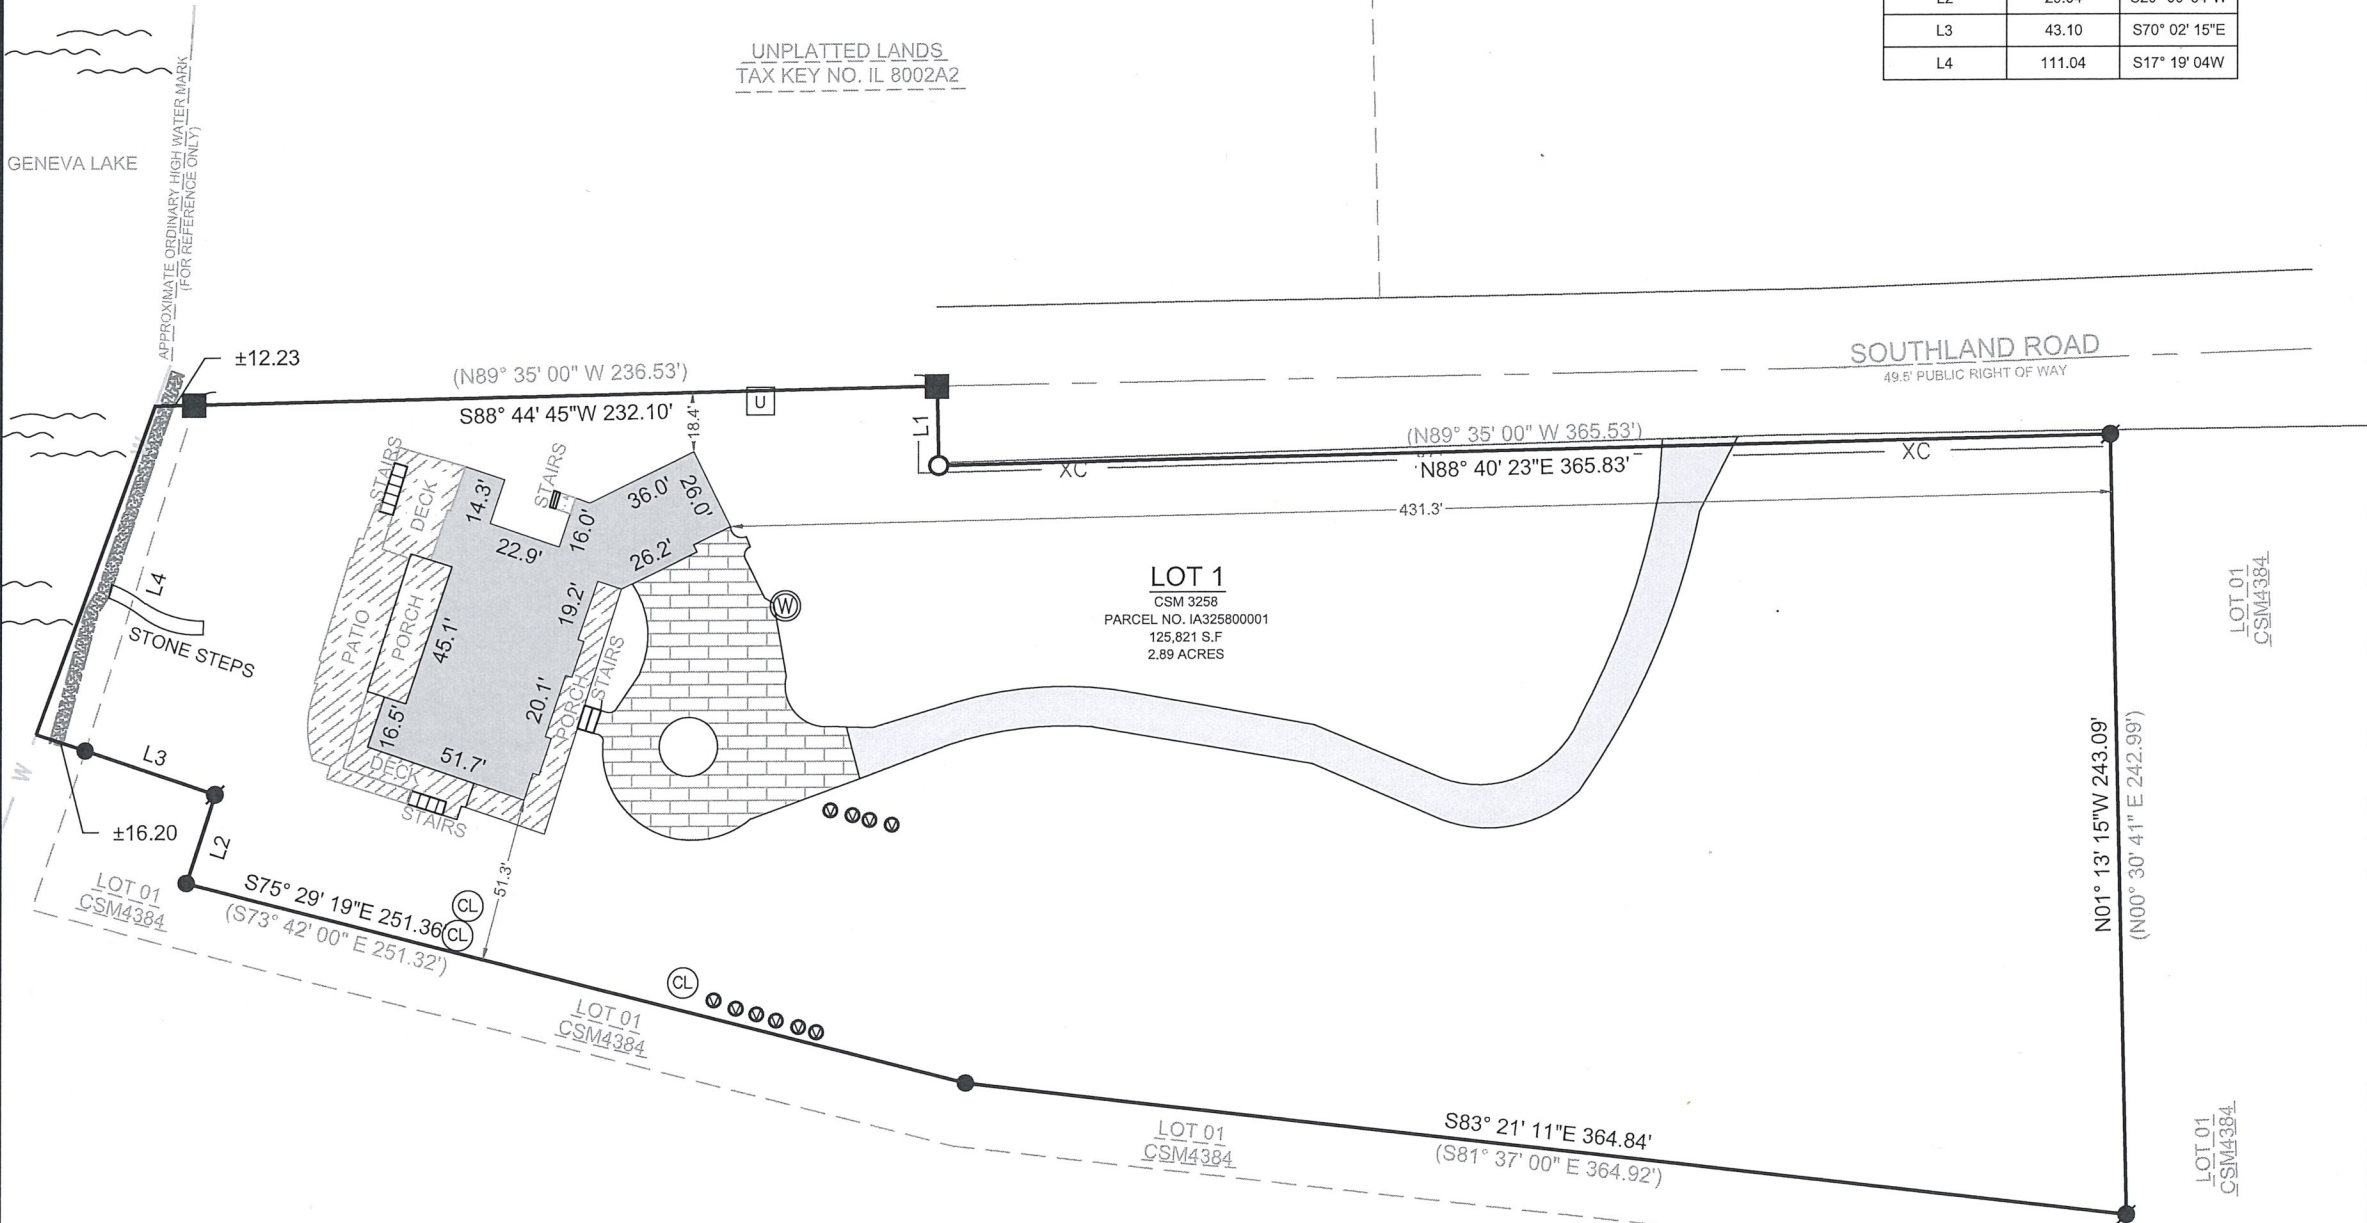 L3 43.10 S70° 02' 15"E
L4 111.04 S17° 19' 04W
UNPLATTED LANDS
TAX KEY NO. IL 8002A2
APPROXIMATE ORDINARY HIGH WATER MARK
(FOR REFERENCE ONLY)
GENEVA LAKE
±12.23
(N89° 35' 00" W 236.53')
S88° 44' 45"W 232.10'
U
18.4'
L1
SOUTHLAND ROAD
49.5' PUBLIC RIGHT OF WAY
(N89° 35' 00" W 365.53')
N88° 40' 23"E 365.83'
XC
XC
431.3'
STAIRS
DECK
14.3'
STAIRS
22.9'
16.0'
36.0'
26.0'
26.2'
19.2'
W
L4
STONE STEPS
PATIO
PORCH
45.1'
20.1'
PORCH
STAIRS
16.5'
51.7'
DECK
STAIRS
W
W
LOT 1
CSM 3258
PARCEL NO. IA325800001
125,821 S.F
2.89 ACRES
LOT 01
CSM4384
N01° 13' 15"W 243.09'
(N00° 30' 41" E 242.99')
L3
±16.20
L2
LOT 01
CSM4384
S75° 29' 19"E 251.36'
(S73° 42' 00" E 251.32')
CL
CL
51.3'
V V V V
CL
V V V V V V
LOT 01
CSM4384
LOT 01
CSM4384
S83° 21' 11"E 364.84'
(S81° 37' 00" E 364.92')
LOT 01
CSM4384